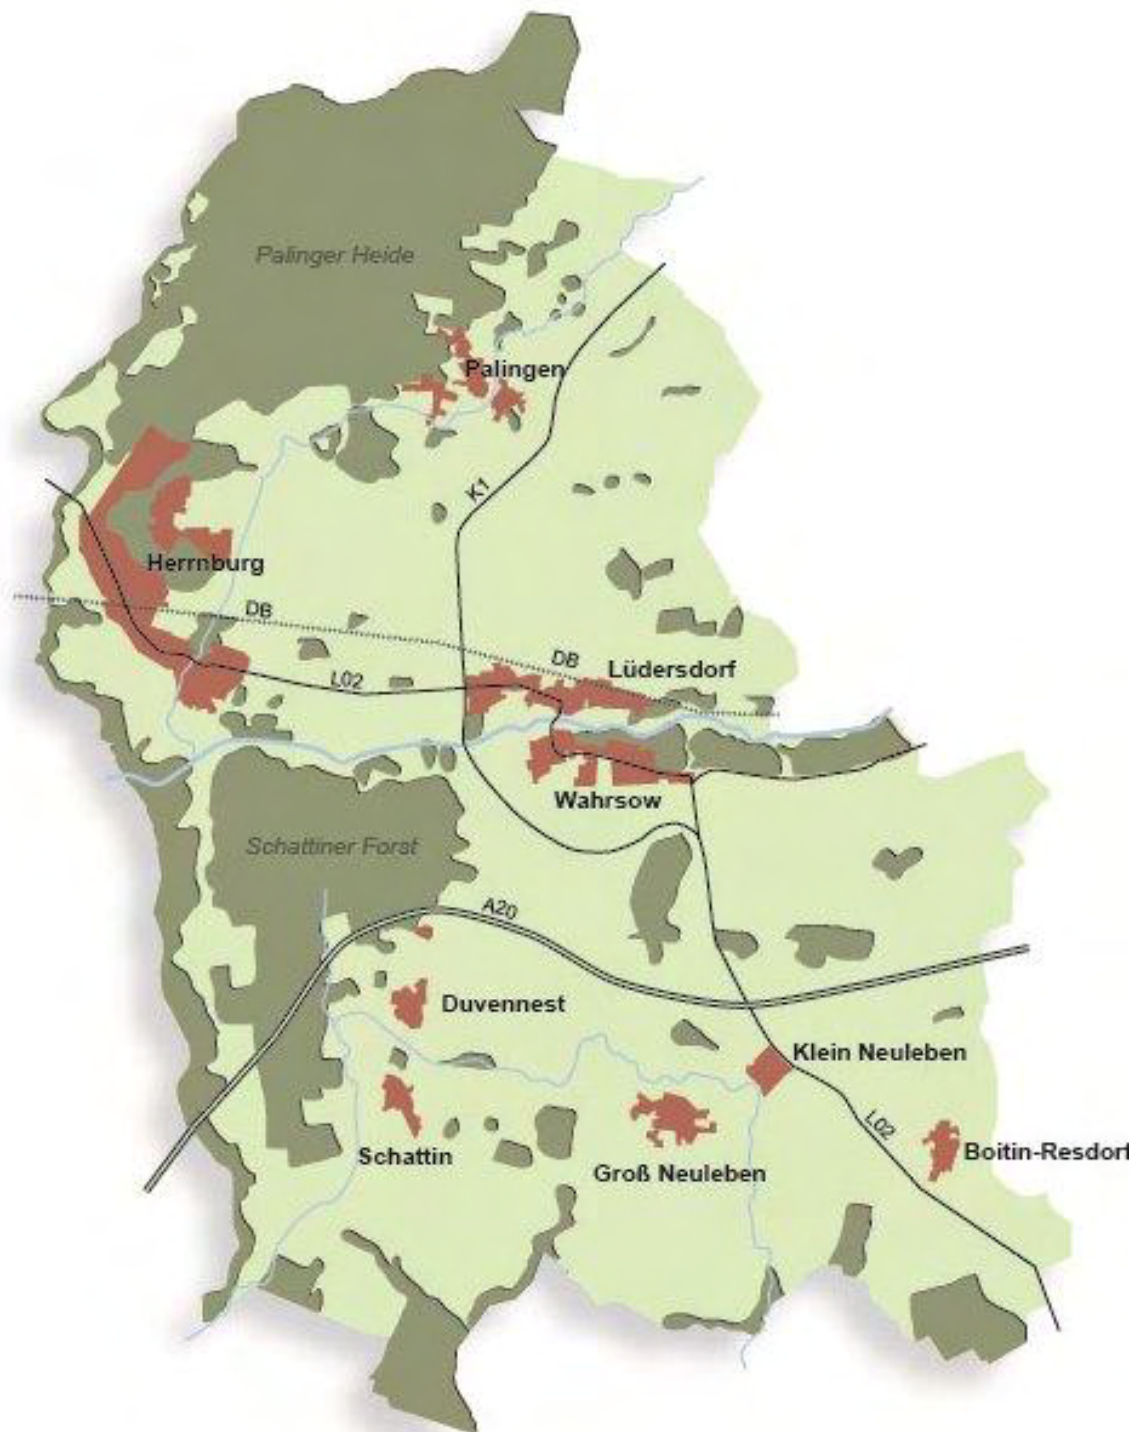 Palinger Heide
Palingen
K1
Herrnburg
DB
DB
Lüdersdorf
L02
Wahrsow
Schattiner Forst
A20
Duvennest
Klein Neuleben
L02
Boitin-Resdorf
Schattin
Groß Neuleben